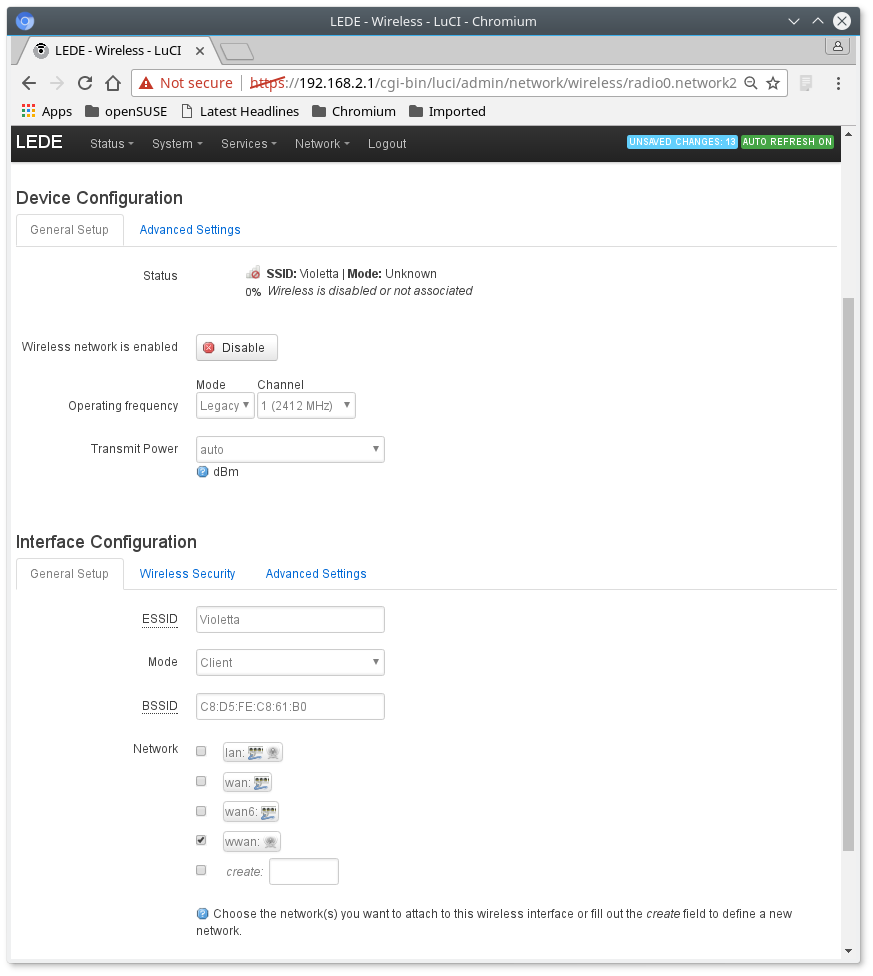 LEDE - Wireless - LuCI - Chromium
LEDE - Wireless - LuCI
Not secure https://192.168.2.1/cgi-bin/luci/admin/network/wireless/radio0.network2
Apps openSUSE Latest Headlines Chromium Imported
LEDE Status System Services Network Logout UNSAVED CHANGES: 13 AUTO REFRESH ON
Device Configuration
General Setup Advanced Settings
Status SSID: Violetta | Mode: Unknown
0% Wireless is disabled or not associated
Wireless network is enabled Disable
Mode Channel
Operating frequency Legacy 1 (2412 MHz)
Transmit Power auto
dBm
Interface Configuration
General Setup Wireless Security Advanced Settings
ESSID Violetta
Mode Client
BSSID C8:D5:FE:C8:61:B0
Network lan:
wan:
wan6:
wwan:
create:
Choose the network(s) you want to attach to this wireless interface or fill out the create field to define a new
network.